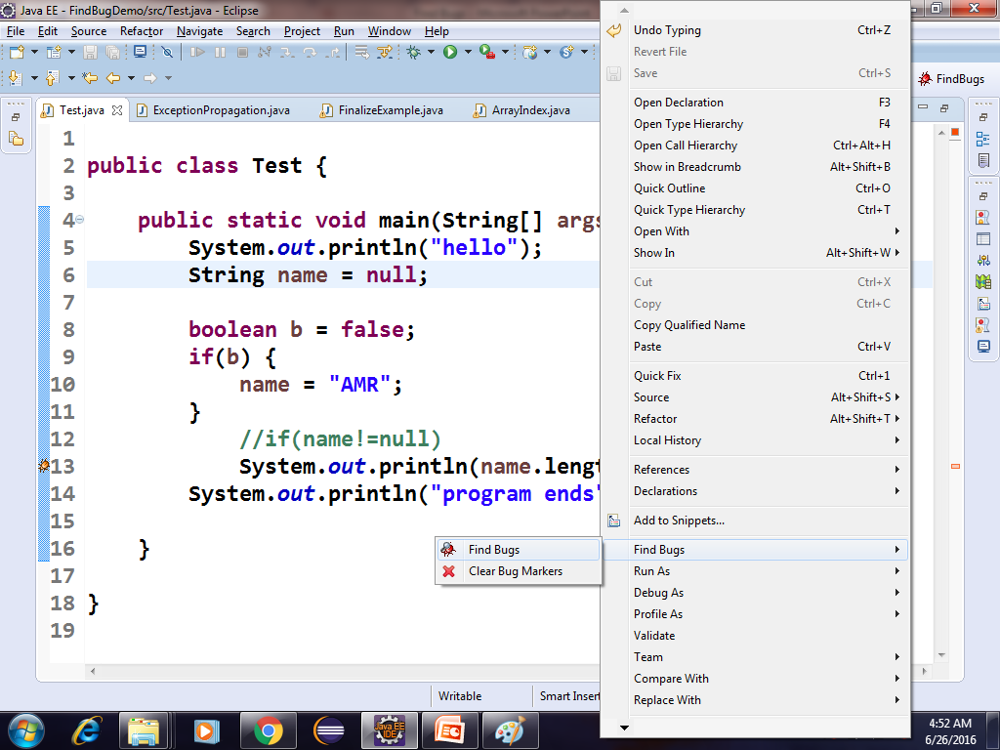 Java EE - FindBugDemo/src/Test.java - Eclipse
File Edit Source Refactor Navigate Search Project Run Window Help
FindBugs
Test.java ExceptionPropagation.java FinalizeExample.java ArrayIndex.java
1
2 public class Test {
3
4 public static void main(String[] args
5 System.out.println("hello");
6 String name = null;
7
8 boolean b = false;
9 if(b) {
10 name = "AMR";
11 }
12 //if(name!=null)
13 System.out.println(name.lengt
14 System.out.println("program ends"
15
16 }
17
18 }
19
Undo Typing Ctrl+Z
Revert File
Save Ctrl+S
Open Declaration F3
Open Type Hierarchy F4
Open Call Hierarchy Ctrl+Alt+H
Show in Breadcrumb Alt+Shift+B
Quick Outline Ctrl+O
Quick Type Hierarchy Ctrl+T
Open With
Show In Alt+Shift+W
Cut Ctrl+X
Copy Ctrl+C
Copy Qualified Name
Paste Ctrl+V
Quick Fix Ctrl+1
Source Alt+Shift+S
Refactor Alt+Shift+T
Local History
References
Declarations
Add to Snippets...
Find Bugs
Run As
Debug As
Profile As
Validate
Team
Compare With
Replace With
Find Bugs
Clear Bug Markers
Writable Smart Insert
Java EE
IDE
4:52 AM
6/26/2016